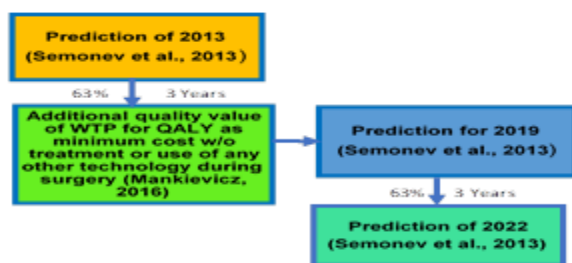 Prediction of 2013
(Semonev et al., 2013)
63% 3 Years
Additional quality value
of WTP for QALY as
minimum cost w/o
treatment or use of any
other technology during
surgery (Mankievicz,
2016)
Prediction for 2019
(Semonev et al., 2013)
63% 3 Years
Prediction of 2022
(Semonev et al., 2013)